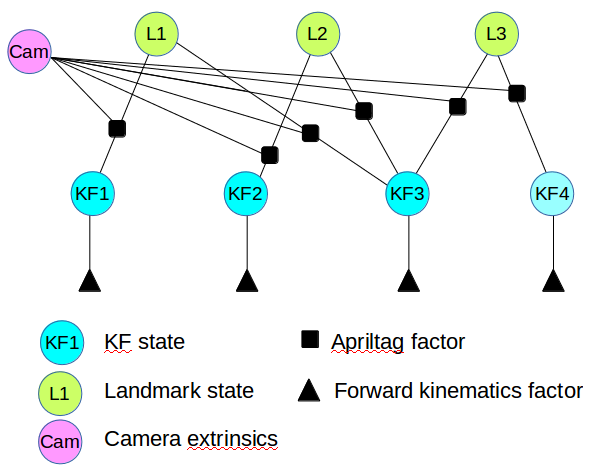 Cam
L1
L2
L3
KF1
KF2
KF3
KF4
KF1 KF state
Apriltag factor
L1 Landmark state
Forward kinematics factor
Cam Camera extrinsics